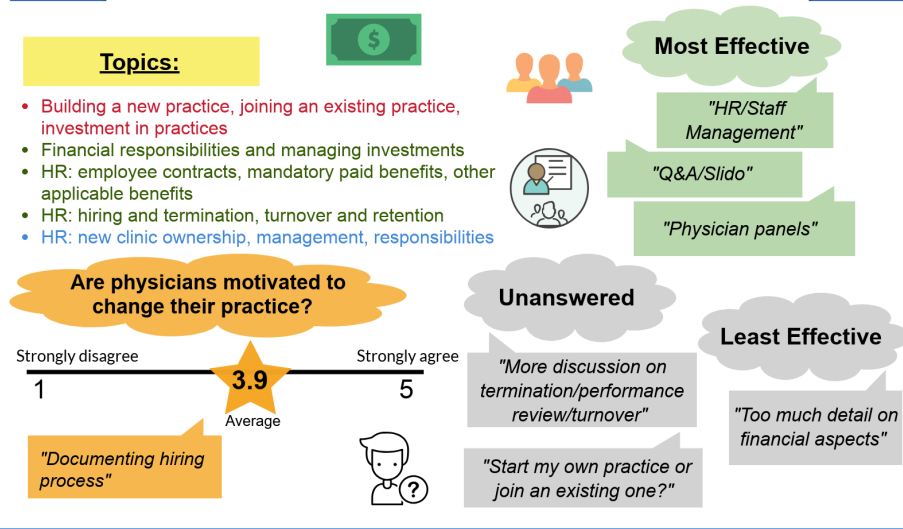 Topics:
$
• Building a new practice, joining an existing practice,
investment in practices
• Financial responsibilities and managing investments
• HR: employee contracts, mandatory paid benefits, other
applicable benefits
• HR: hiring and termination, turnover and retention
• HR: new clinic ownership, management, responsibilities
Most Effective
"HR/Staff
Management"
"Q&A/Slido"
"Physician panels"
Are physicians motivated to
change their practice?
Strongly disagree
Strongly agree
1
3.9
5
Average
"Documenting hiring
process"
?
Unanswered
"More discussion on
termination/performance
review/turnover"
"Start my own practice or
join an existing one?"
Least Effective
"Too much detail on
financial aspects"